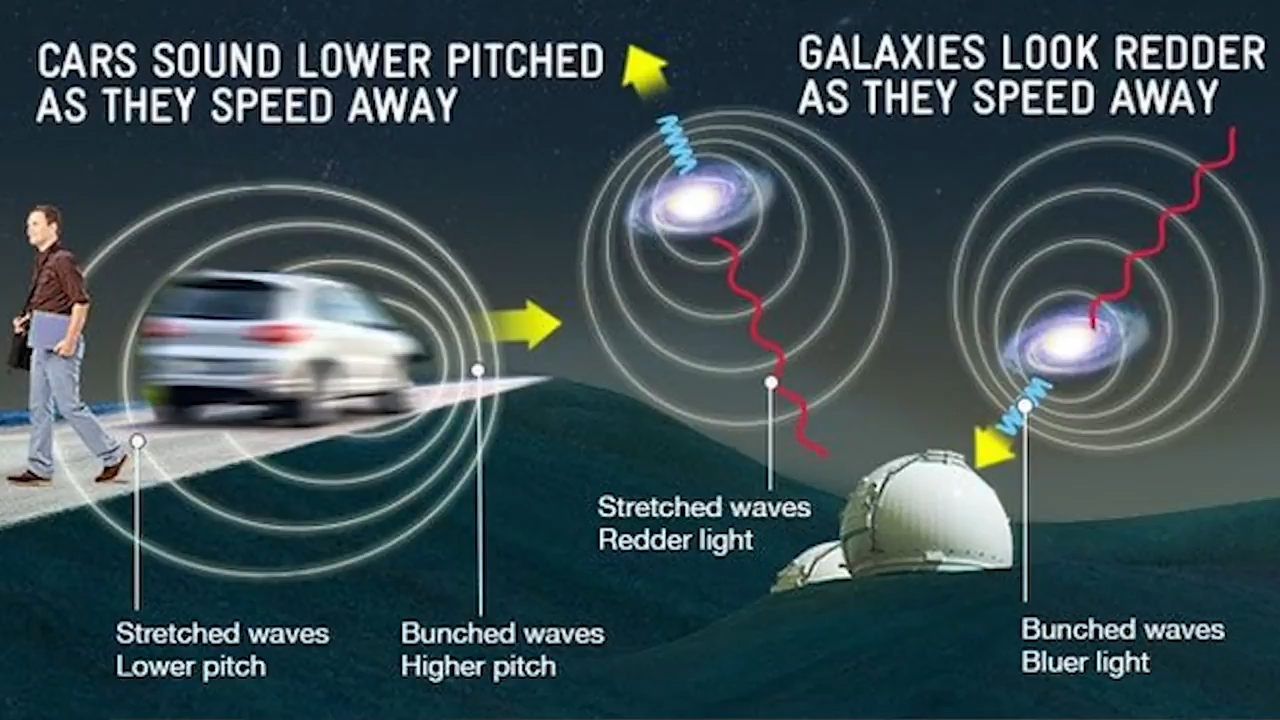 CARS SOUND LOWER PITCHED
AS THEY SPEED AWAY
GALAXIES LOOK REDDER
AS THEY SPEED AWAY
Stretched waves
Redder light
Stretched waves
Lower pitch
Bunched waves
Higher pitch
Bunched waves
Bluer light